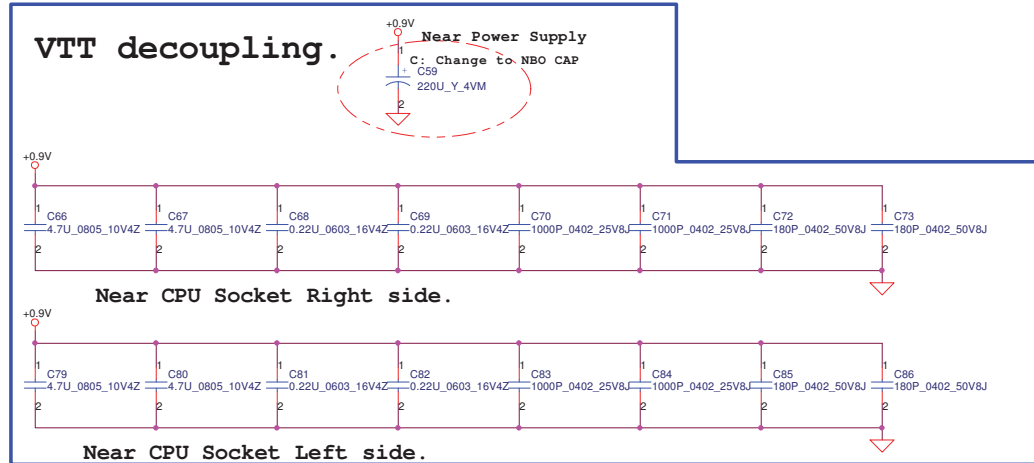 +0.9V
VTT decoupling.
Near Power Supply
1
C: Change to NBO CAP
+
C59
220U_Y_4VM
2
+0.9V
1 1 1 1 1 1 1 1
C66 C67 C68 C69 C70 C71 C72 C73
4.7U_0805_10V4Z 4.7U_0805_10V4Z 0.22U_0603_16V4Z 0.22U_0603_16V4Z 1000P_0402_25V8J 1000P_0402_25V8J 180P_0402_50V8J 180P_0402_50V8J
2 2 2 2 2 2 2 2
Near CPU Socket Right side.
+0.9V
1 1 1 1 1 1 1 1
C79 C80 C81 C82 C83 C84 C85 C86
4.7U_0805_10V4Z 4.7U_0805_10V4Z 0.22U_0603_16V4Z 0.22U_0603_16V4Z 1000P_0402_25V8J 1000P_0402_25V8J 180P_0402_50V8J 180P_0402_50V8J
2 2 2 2 2 2 2 2
Near CPU Socket Left side.